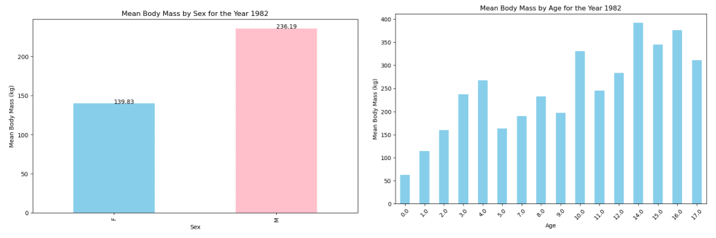 Mean Body Mass by Sex for the Year 1982
236.19
139.83
Mean Body Mass (kg)
200
150
100
50
0
F
M
Sex
Mean Body Mass by Age for the Year 1982
Mean Body Mass (kg)
400
350
300
250
200
150
100
50
0
0.0 1.0 2.0 3.0 4.0 5.0 7.0 8.0 9.0 10.0 11.0 12.0 14.0 15.0 16.0 17.0
Age